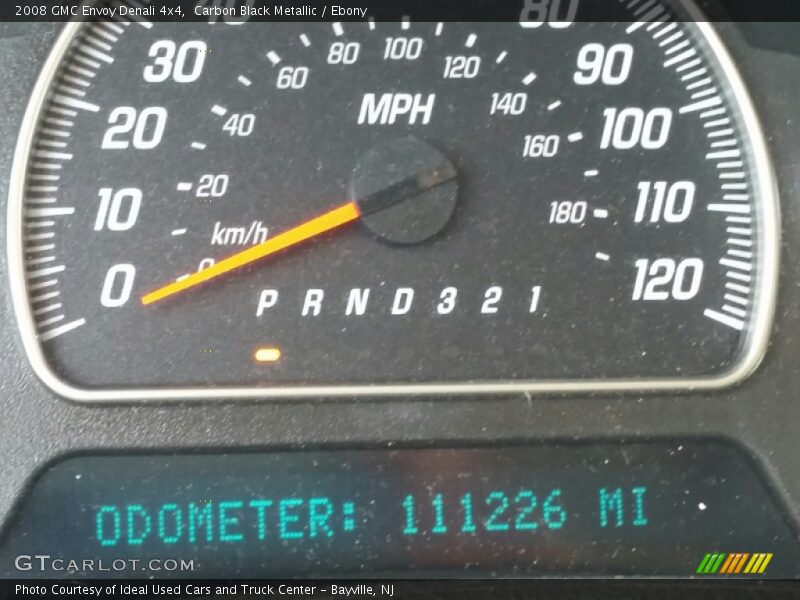 2008 GMC Envoy Denali 4x4,  Carbon Black Metallic / Ebony
80
30 80 100 90
60 120
MPH
20 40 140 100
160
10 20 180 110
km/h
0 0 120
P R N D 3 2 1
ODOMETER: 111226 MI
GTCARLOT.COM
Photo Courtesy of Ideal Used Cars and Truck Center – Bayville, NJ